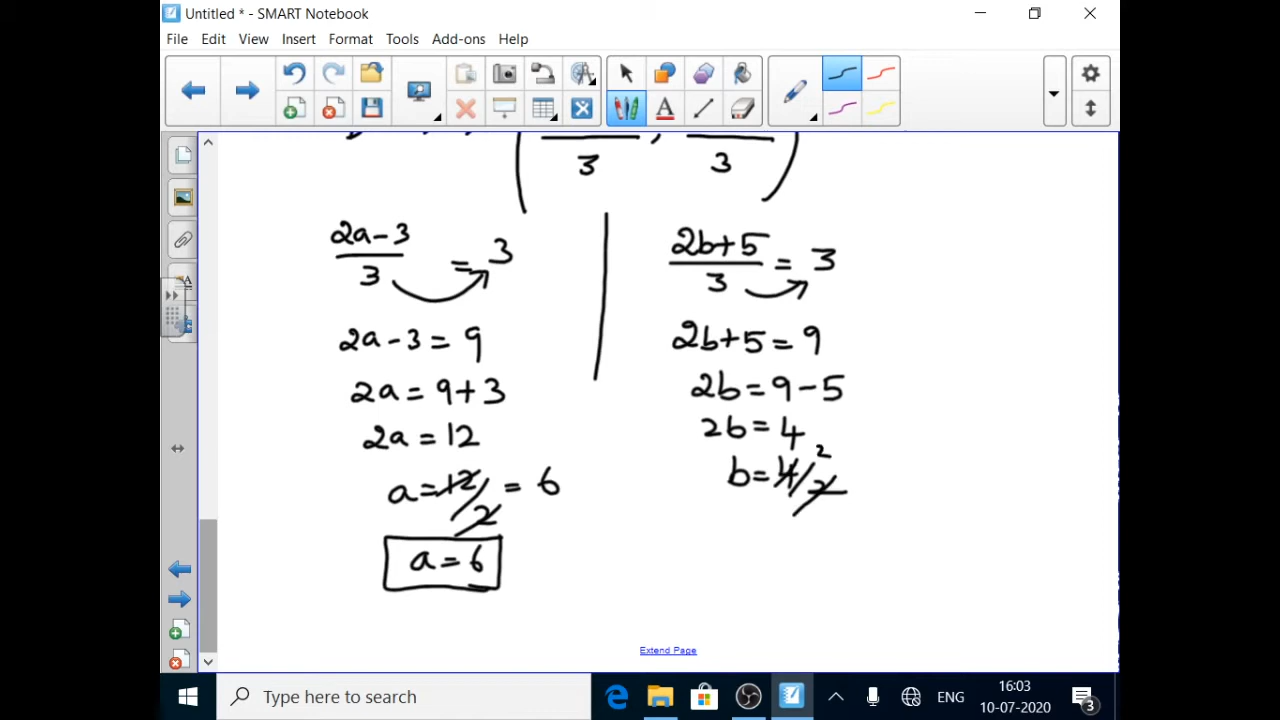 Untitled * - SMART Notebook
File Edit View Insert Format Tools Add-ons Help
3 , 3
2a-3/3 = 3
2a-3 = 9
2a = 9+3
2a = 12
a = 12/2 = 6
a = 6
2b+5/3 = 3
2b+5 = 9
2b = 9-5
2b = 4
b = 4/2 2
Extend Page
Type here to search
ENG
16:03
10-07-2020
3